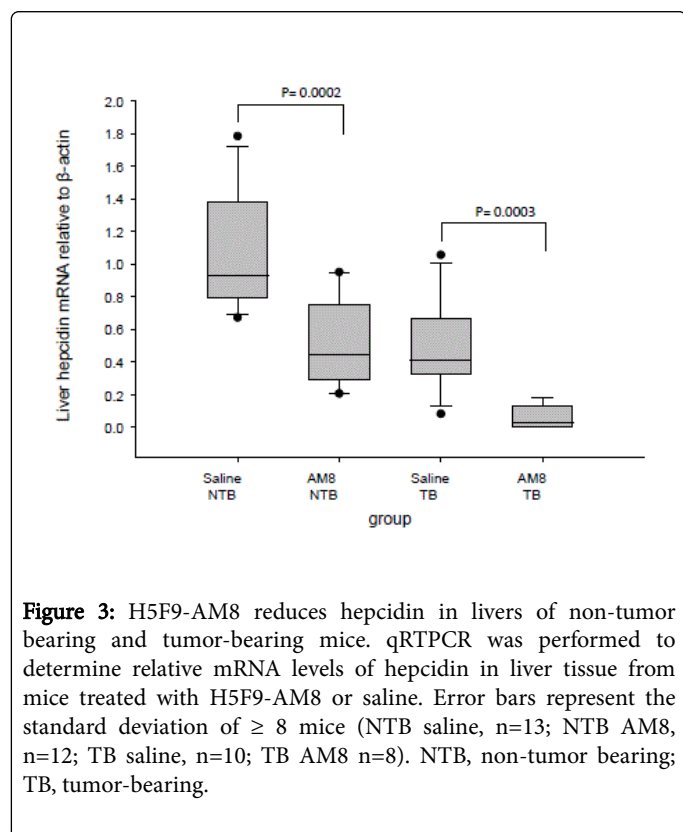 P= 0.0002
2.0
1.8
1.6
1.4
P= 0.0003
1.2
1.0
0.8
0.6
0.4
0.2
0.0
Liver hepcidin mRNA relative to β-actin
Saline AM8 Saline AM8
NTB NTB TB TB
group
Figure 3: H5F9-AM8 reduces hepcidin in livers of non-tumor
bearing and tumor-bearing mice. qRTPCR was performed to
determine relative mRNA levels of hepcidin in liver tissue from
mice treated with H5F9-AM8 or saline. Error bars represent the
standard deviation of ≥ 8 mice (NTB saline, n=13; NTB AM8,
n=12; TB saline, n=10; TB AM8 n=8). NTB, non-tumor bearing;
TB, tumor-bearing.